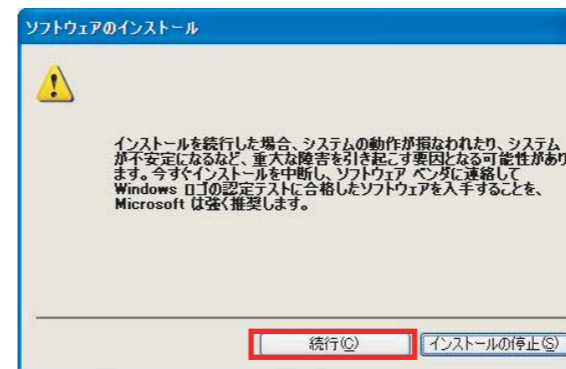 ソフトウェアのインストール
インストールを続行した場合、システムの動作が損なわれたり、システム
が不安定になるなど、重大な障害を引き起こす要因となる可能性があり
ます。今すぐインストールを中断し、ソフトウェア ベンダに連絡して
Windows ロゴの認定テストに合格したソフトウェアを入手することを、
Microsoft は強く推奨します。
続行(C) インストールの停止(S)